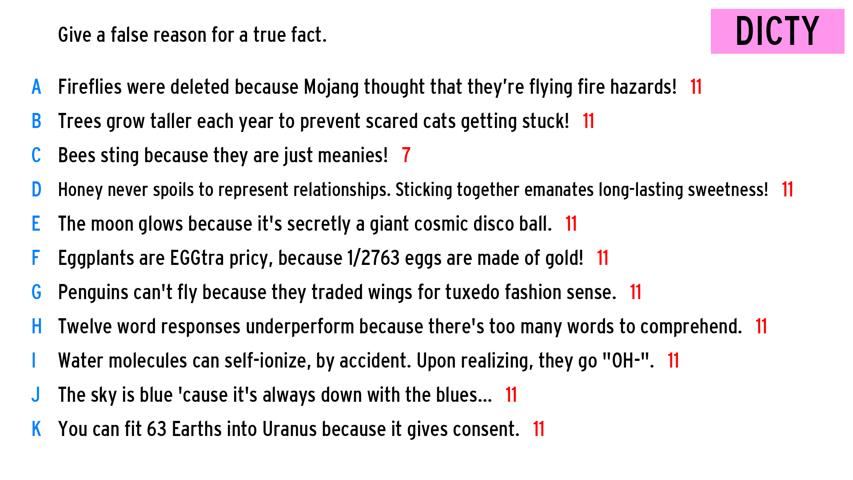 Give a false reason for a true fact.
DICTY
A Fireflies were deleted because Mojang thought that they’re flying fire hazards! 11
B Trees grow taller each year to prevent scared cats getting stuck! 11
C Bees sting because they are just meanies! 7
D Honey never spoils to represent relationships. Sticking together emanates long-lasting sweetness! 11
E The moon glows because it's secretly a giant cosmic disco ball. 11
F Eggplants are EGGtra pricy, because 1/2763 eggs are made of gold! 11
G Penguins can't fly because they traded wings for tuxedo fashion sense. 11
H Twelve word responses underperform because there's too many words to comprehend. 11
I Water molecules can self-ionize, by accident. Upon realizing, they go "OH-". 11
J The sky is blue 'cause it's always down with the blues... 11
K You can fit 63 Earths into Uranus because it gives consent. 11